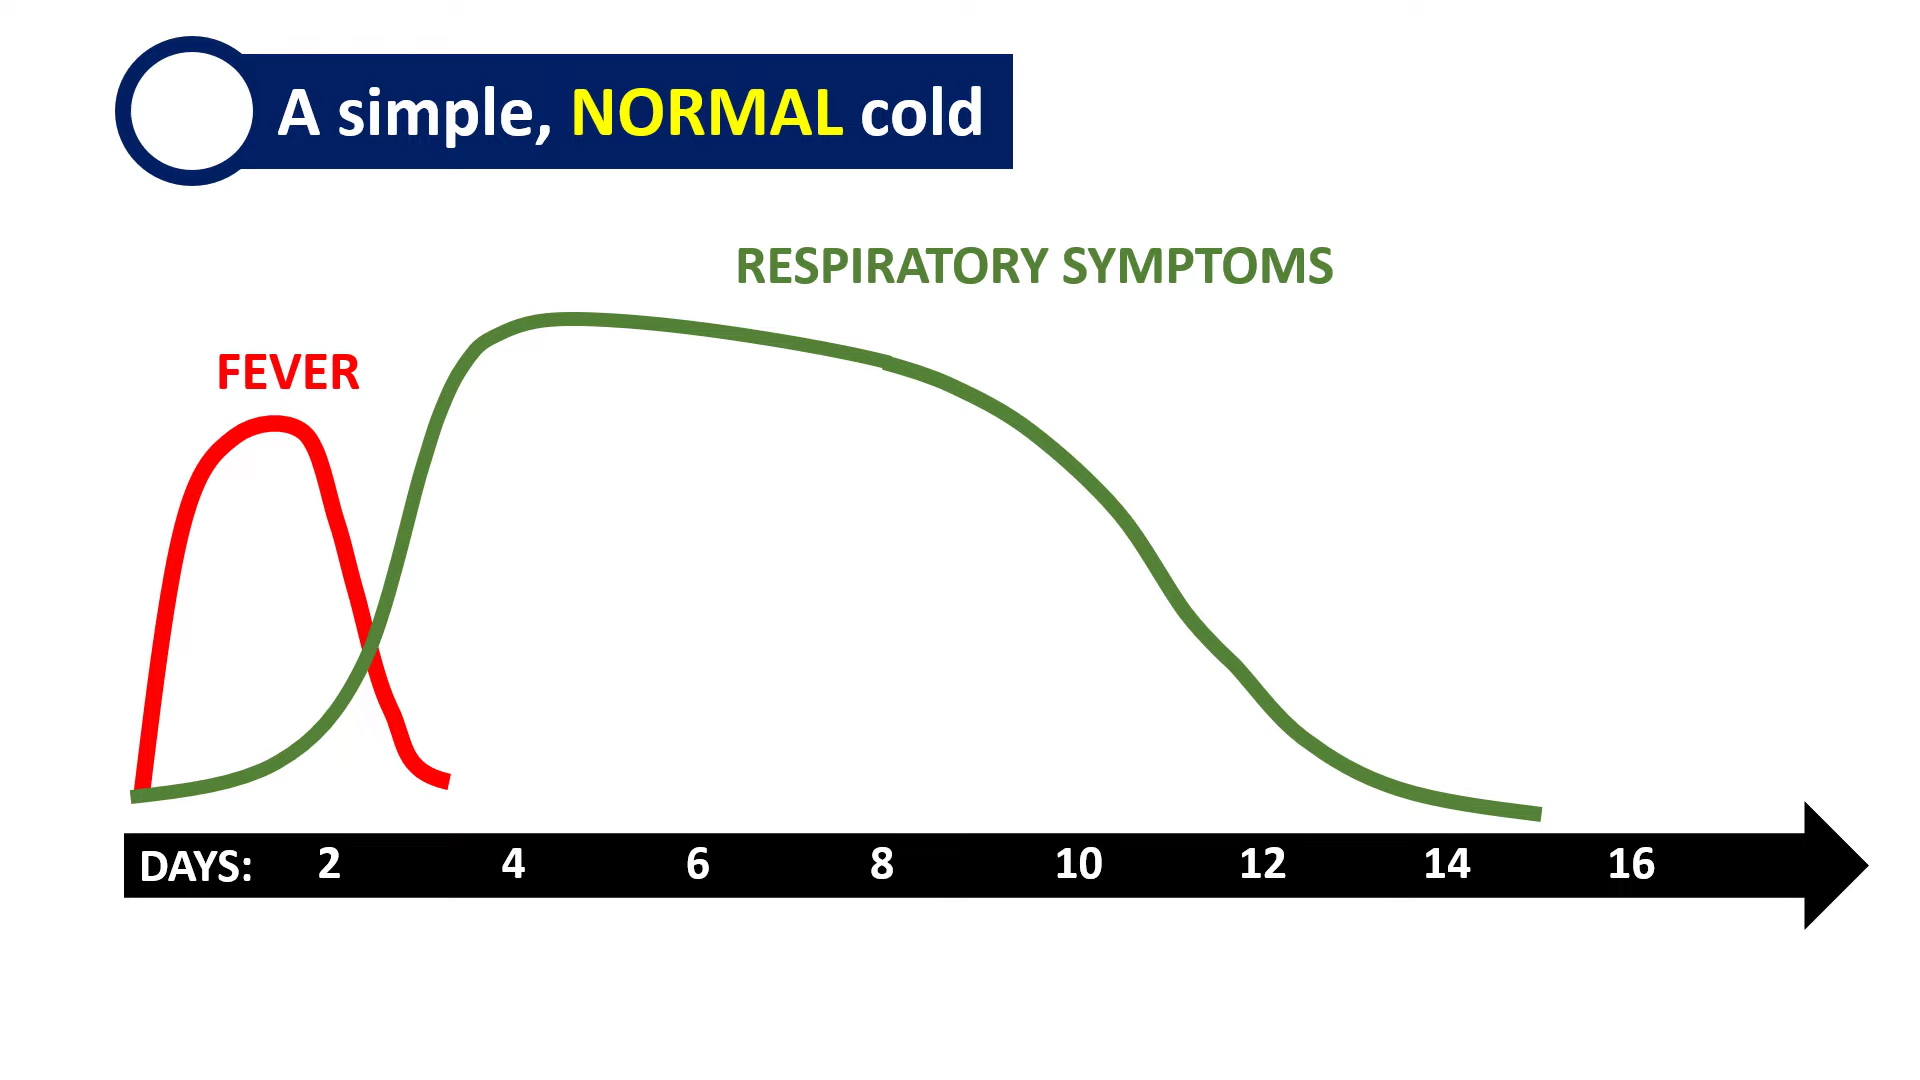 A simple, NORMAL cold
RESPIRATORY SYMPTOMS
FEVER
DAYS: 2 4 6 8 10 12 14 16